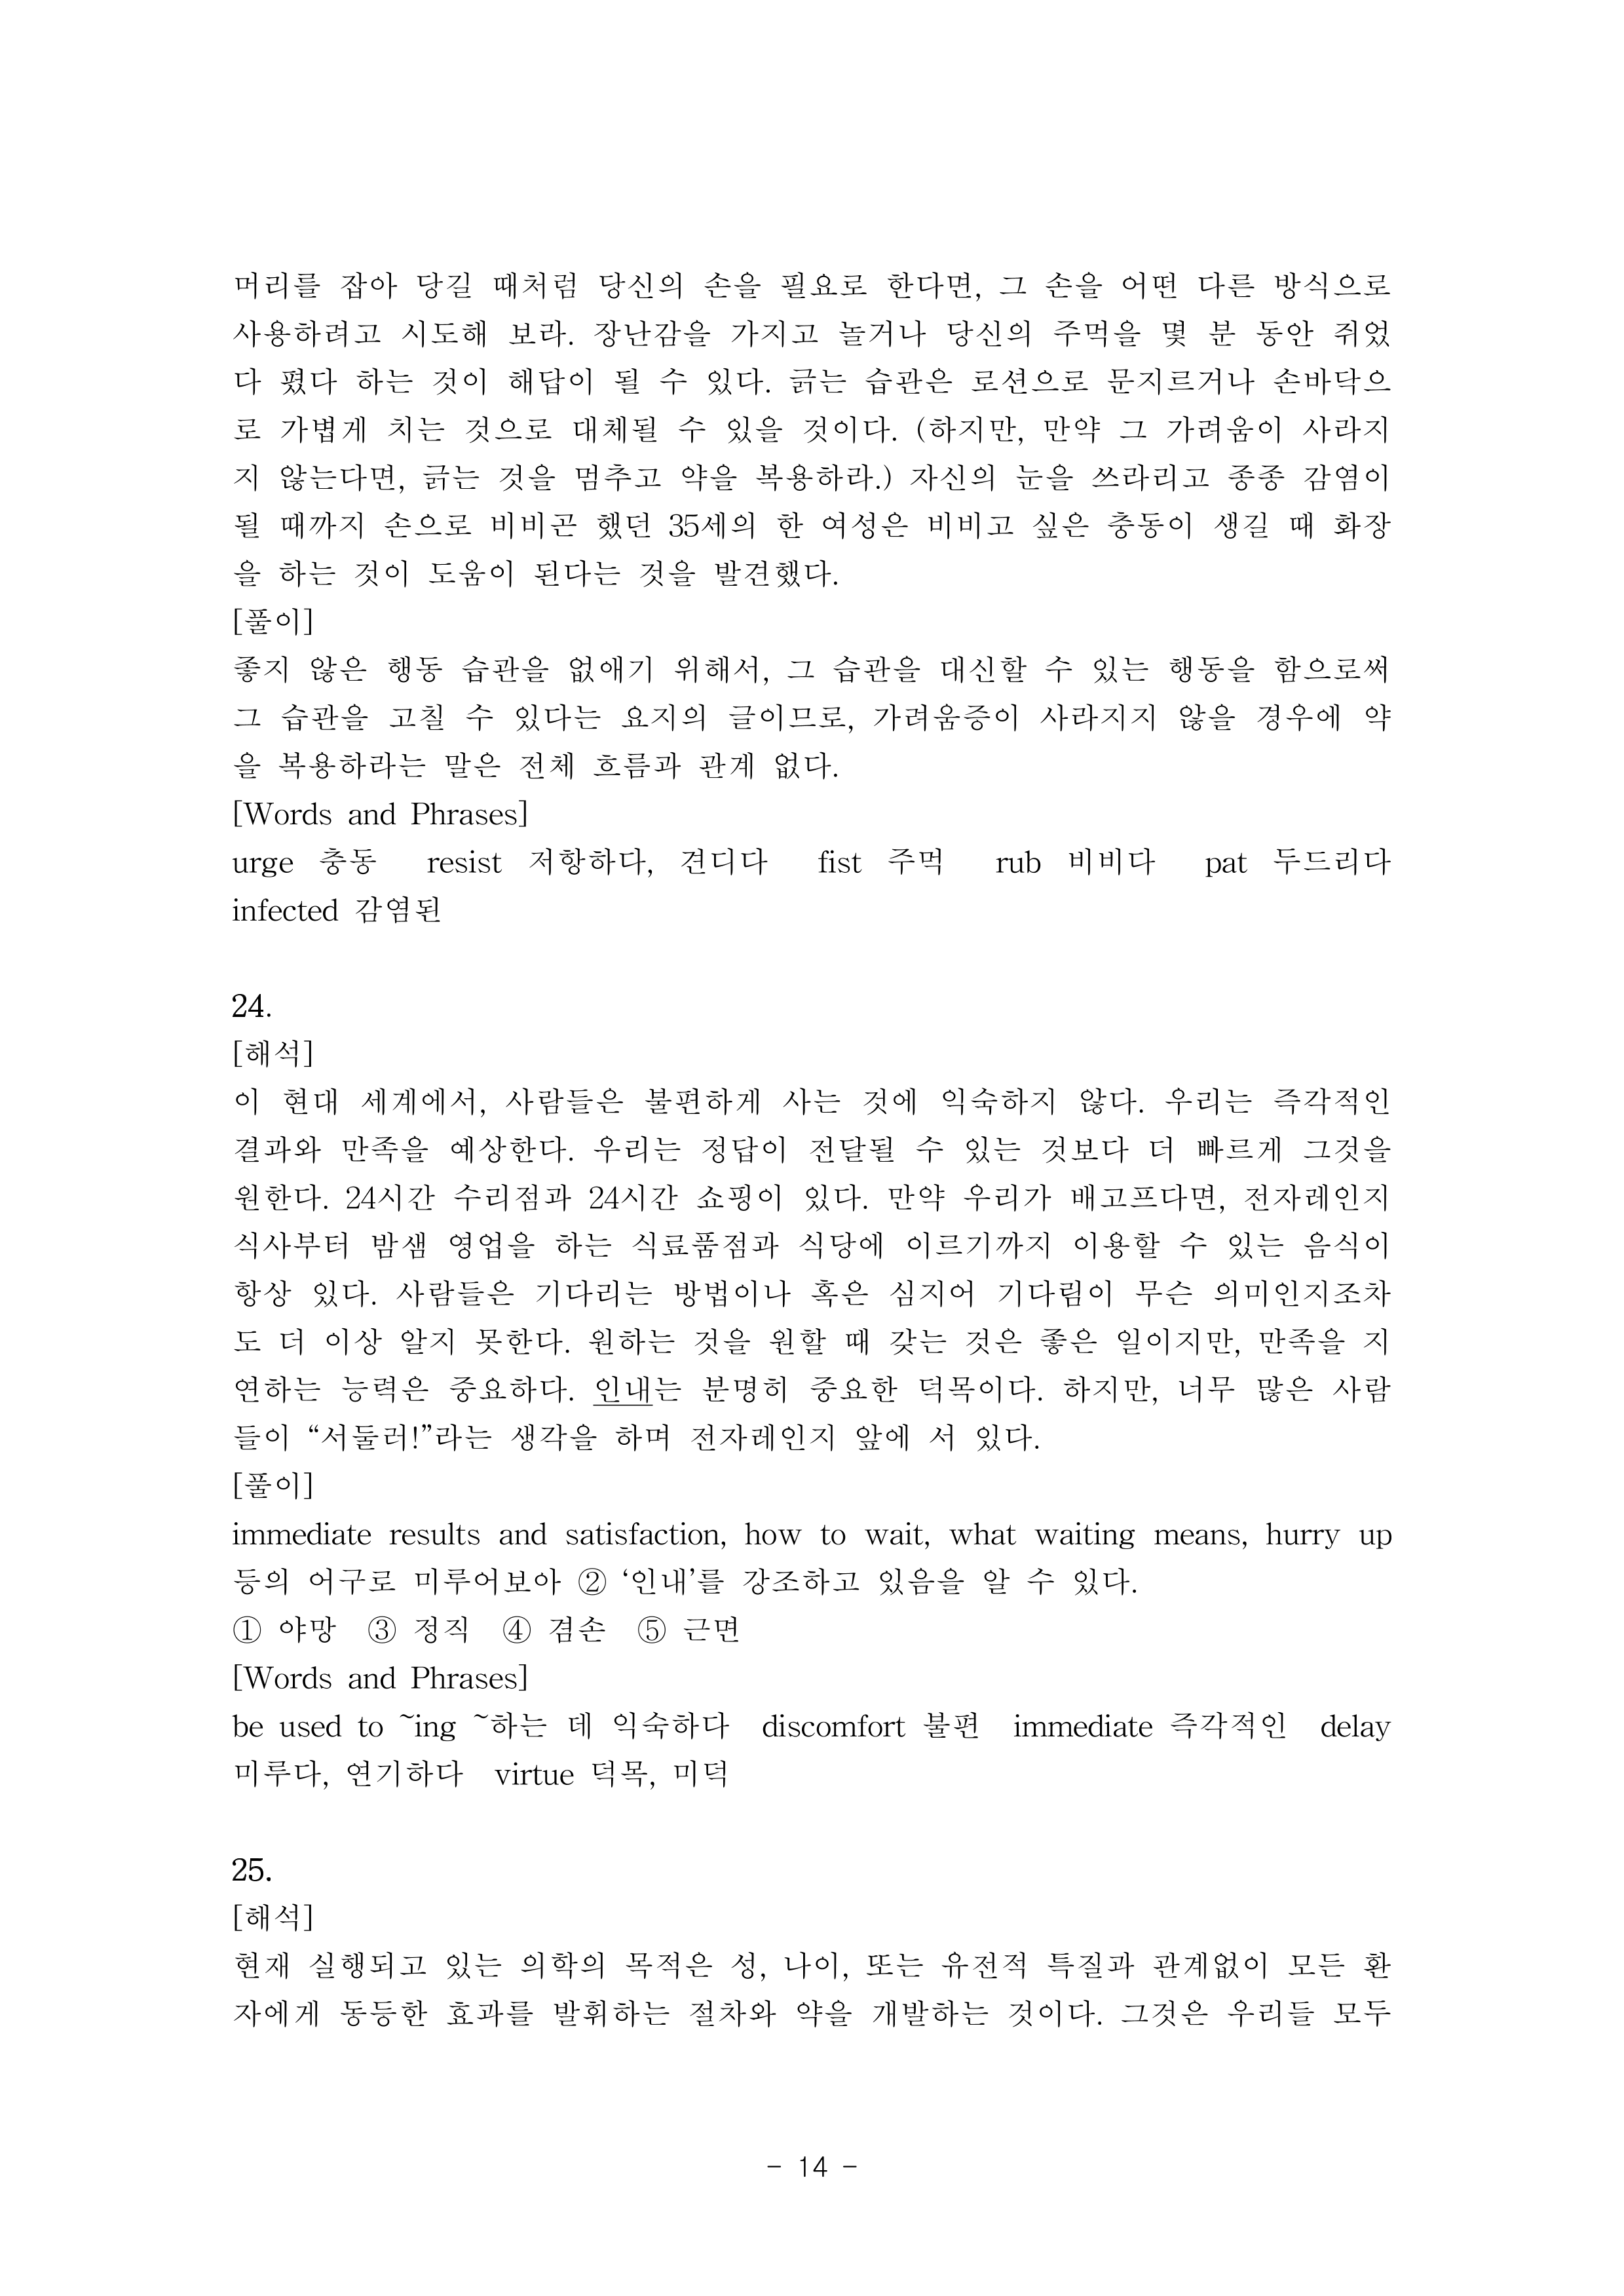 머리를 잡아 당길 때처럼 당신의 손을 필요로 한다면, 그 손을 어떤 다른 방식으로
사용하려고 시도해 보라. 장난감을 가지고 놀거나 당신의 주먹을 몇 분 동안 쥐었
다 폈다 하는 것이 해답이 될 수 있다. 긁는 습관은 로션으로 문지르거나 손바닥으
로 가볍게 치는 것으로 대체될 수 있을 것이다. (하지만, 만약 그 가려움이 사라지
지 않는다면, 긁는 것을 멈추고 약을 복용하라.) 자신의 눈을 쓰라리고 종종 감염이
될 때까지 손으로 비비곤 했던 35세의 한 여성은 비비고 싶은 충동이 생길 때 화장
을 하는 것이 도움이 된다는 것을 발견했다.
[풀이]
좋지 않은 행동 습관을 없애기 위해서, 그 습관을 대신할 수 있는 행동을 함으로써
그 습관을 고칠 수 있다는 요지의 글이므로, 가려움증이 사라지지 않을 경우에 약
을 복용하라는 말은 전체 흐름과 관계 없다.
[Words and Phrases]
urge 충동 resist 저항하다, 견디다 fist 주먹 rub 비비다 pat 두드리다
infected 감염된
24.
[해석]
이 현대 세계에서, 사람들은 불편하게 사는 것에 익숙하지 않다. 우리는 즉각적인
결과와 만족을 예상한다. 우리는 정답이 전달될 수 있는 것보다 더 빠르게 그것을
원한다. 24시간 수리점과 24시간 쇼핑이 있다. 만약 우리가 배고프다면, 전자레인지
식사부터 밤샘 영업을 하는 식료품점과 식당에 이르기까지 이용할 수 있는 음식이
항상 있다. 사람들은 기다리는 방법이나 혹은 심지어 기다림이 무슨 의미인지조차
도 더 이상 알지 못한다. 원하는 것을 원할 때 갖는 것은 좋은 일이지만, 만족을 지
연하는 능력은 중요하다. 인내는 분명히 중요한 덕목이다. 하지만, 너무 많은 사람
들이 “서둘러!”라는 생각을 하며 전자레인지 앞에 서 있다.
[풀이]
immediate results and satisfaction, how to wait, what waiting means, hurry up
등의 어구로 미루어보아 ② ‘인내’를 강조하고 있음을 알 수 있다.
① 야망 ③ 정직 ④ 겸손 ⑤ 근면
[Words and Phrases]
be used to ~ing ~하는 데 익숙하다 discomfort 불편 immediate 즉각적인 delay
미루다, 연기하다 virtue 덕목, 미덕
25.
[해석]
현재 실행되고 있는 의학의 목적은 성, 나이, 또는 유전적 특질과 관계없이 모든 환
자에게 동등한 효과를 발휘하는 절차와 약을 개발하는 것이다. 그것은 우리들 모두
- 14 -